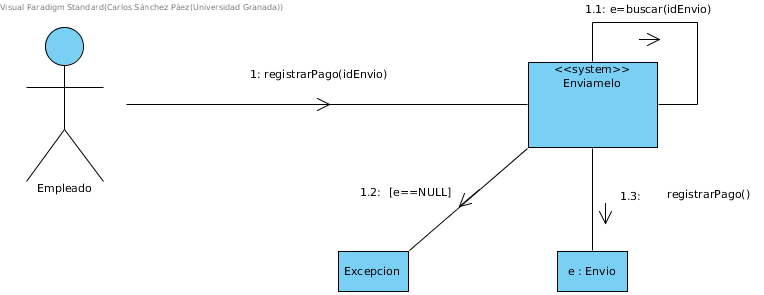 Visual Paradigm Standard(Carlos Sánchez Páez(Universidad Granada))
1.1: e=buscar(idEnvio)
1: registrarPago(idEnvio)
<<system>>
Enviamelo
Empleado
1.2: [e==NULL]
1.3: registrarPago()
Excepcion
e : Envio